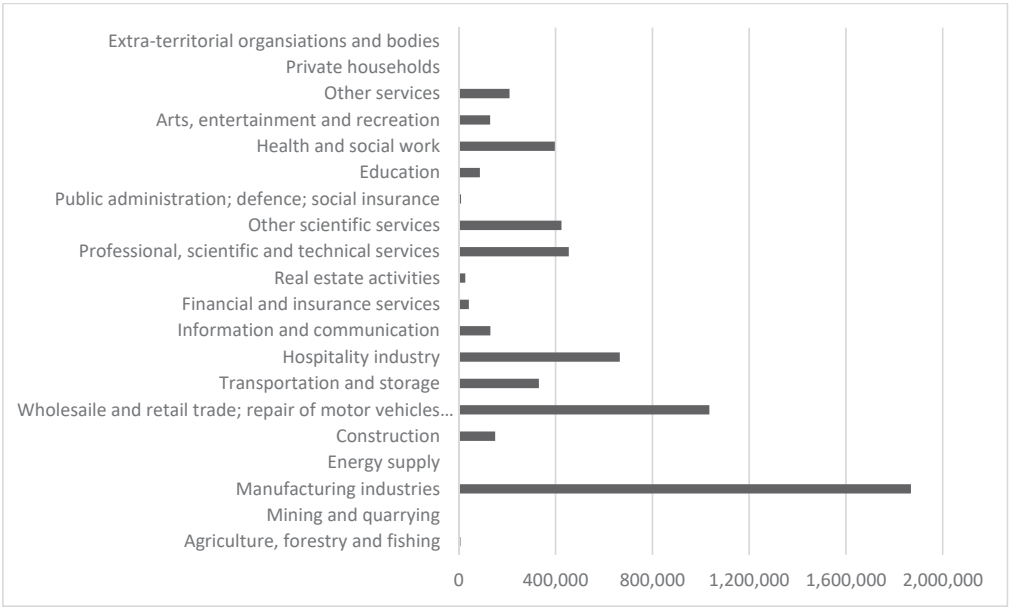 Extra-territorial organsiations and bodies
Private households
Other services
Arts, entertainment and recreation
Health and social work
Education
Public administration; defence; social insurance
Other scientific services
Professional, scientific and technical services
Real estate activities
Financial and insurance services
Information and communication
Hospitality industry
Transportation and storage
Wholesaile and retail trade; repair of motor vehicles...
Construction
Energy supply
Manufacturing industries
Mining and quarrying
Agriculture, forestry and fishing
0 400,000 800,000 1,200,000 1,600,000 2,000,000